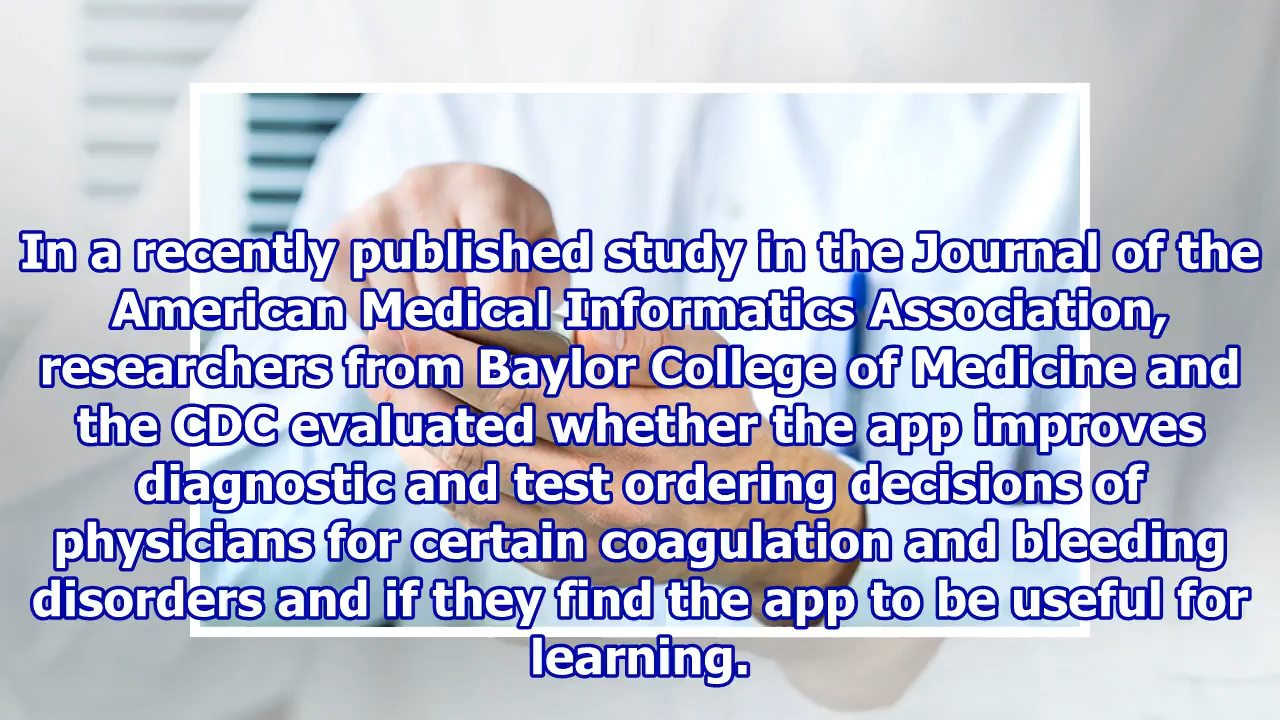 In a recently published study in the Journal of the
American Medical Informatics Association,
researchers from Baylor College of Medicine and
the CDC evaluated whether the app improves
diagnostic and test ordering decisions of
physicians for certain coagulation and bleeding
disorders and if they find the app to be useful for
learning.